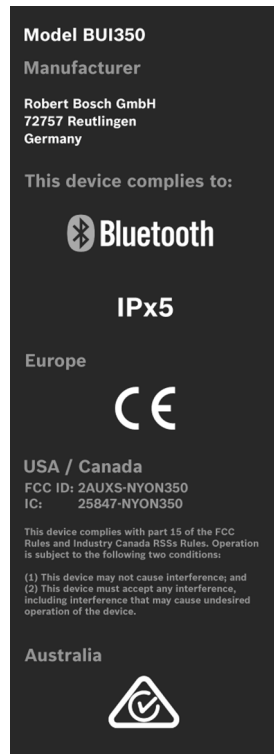 Model BUI350
Manufacturer
Robert Bosch GmbH
72757 Reutlingen
Germany
This device complies to:
Bluetooth
IPx5
Europe
CE
USA / Canada
FCC ID: 2AUXS-NYON350
IC: 25847-NYON350
This device complies with part 15 of the FCC
Rules and Industry Canada RSSs Rules. Operation
is subject to the following two conditions:
(1) This device may not cause interference; and
(2) This device must accept any interference,
including interference that may cause undesired
operation of the device.
Australia